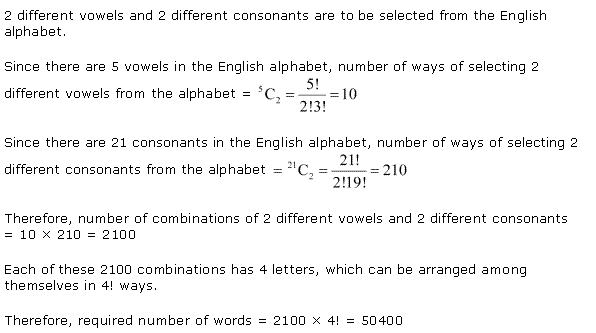 2 different vowels and 2 different consonants are to be selected from the English
alphabet.
Since there are 5 vowels in the English alphabet, number of ways of selecting 2
different vowels from the alphabet = ⁵C₂ = 5!/2!3! = 10
Since there are 21 consonants in the English alphabet, number of ways of selecting 2
different consonants from the alphabet = ²¹C₂ = 21!/2!19! = 210
Therefore, number of combinations of 2 different vowels and 2 different consonants
= 10 × 210 = 2100
Each of these 2100 combinations has 4 letters, which can be arranged among
themselves in 4! ways.
Therefore, required number of words = 2100 × 4! = 50400